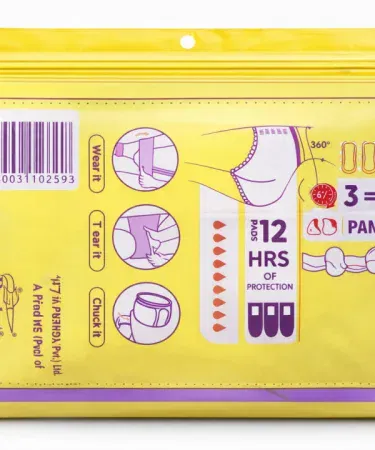 0031102593
Wear it
Tear it
Chuck it
360°
12
PADS
HRS
OF
PROTECTION
3 =
PAN